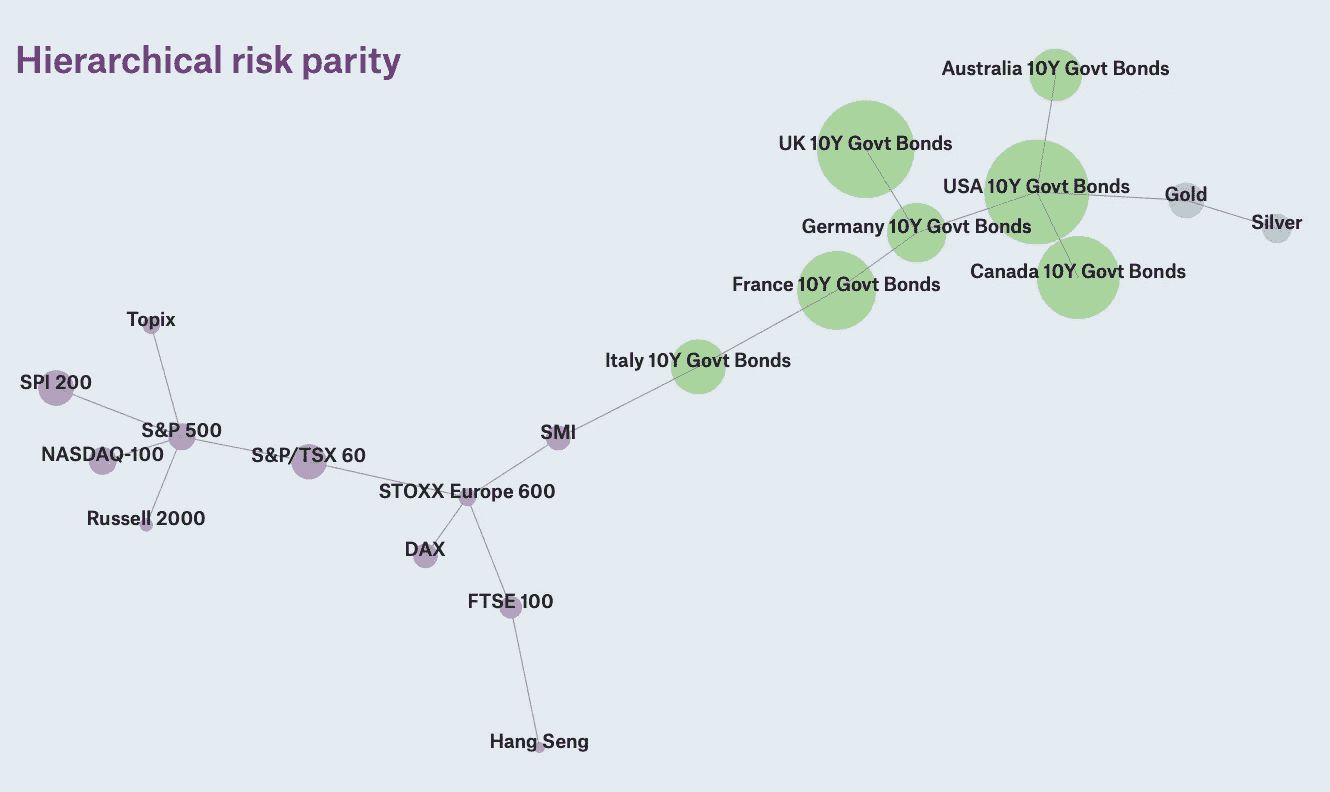 Hierarchical risk parity
Australia 10Y Govt Bonds
UK 10Y Govt Bonds
USA 10Y Govt Bonds
Gold
Silver
Germany 10Y Govt Bonds
Canada 10Y Govt Bonds
France 10Y Govt Bonds
Topix
Italy 10Y Govt Bonds
SPI 200
S&P 500
SMI
NASDAQ-100
S&P/TSX 60
STOXX Europe 600
Russell 2000
DAX
FTSE 100
Hang Seng